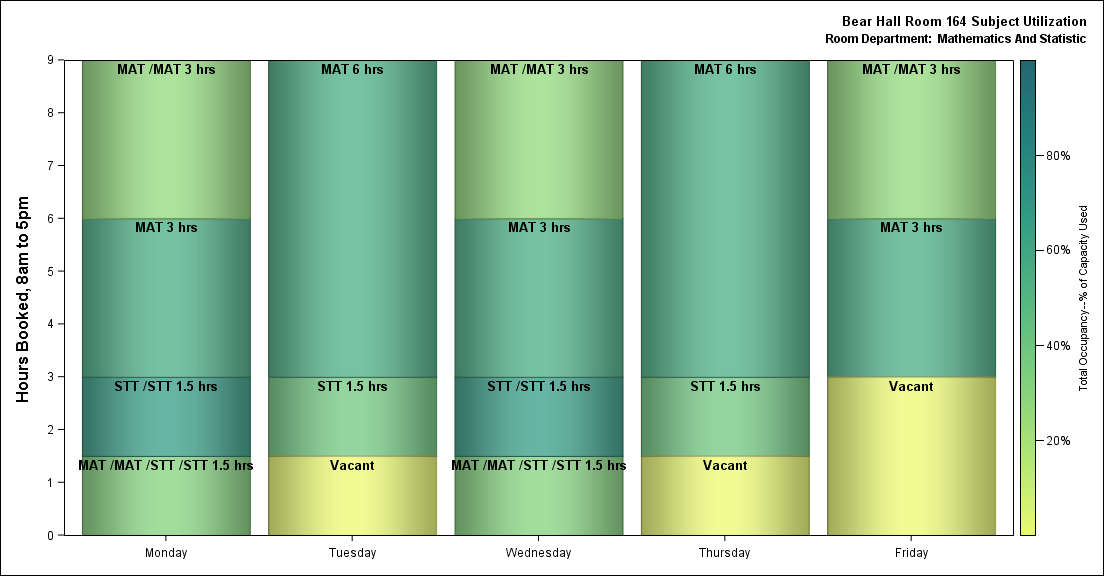 Bear Hall Room 164 Subject Utilization
Room Department: Mathematics And Statistic
Hours Booked, 8am to 5pm
9
8
7
6
5
4
3
2
1
0
MAT /MAT 3 hrs
MAT 3 hrs
STT /STT 1.5 hrs
MAT /MAT /STT /STT 1.5 hrs
MAT 6 hrs
STT 1.5 hrs
Vacant
MAT /MAT 3 hrs
MAT 3 hrs
STT /STT 1.5 hrs
MAT /MAT /STT /STT 1.5 hrs
MAT 6 hrs
STT 1.5 hrs
Vacant
MAT /MAT 3 hrs
MAT 3 hrs
Vacant
Monday
Tuesday
Wednesday
Thursday
Friday
80%
60%
40%
20%
Total Occupancy--% of Capacity Used